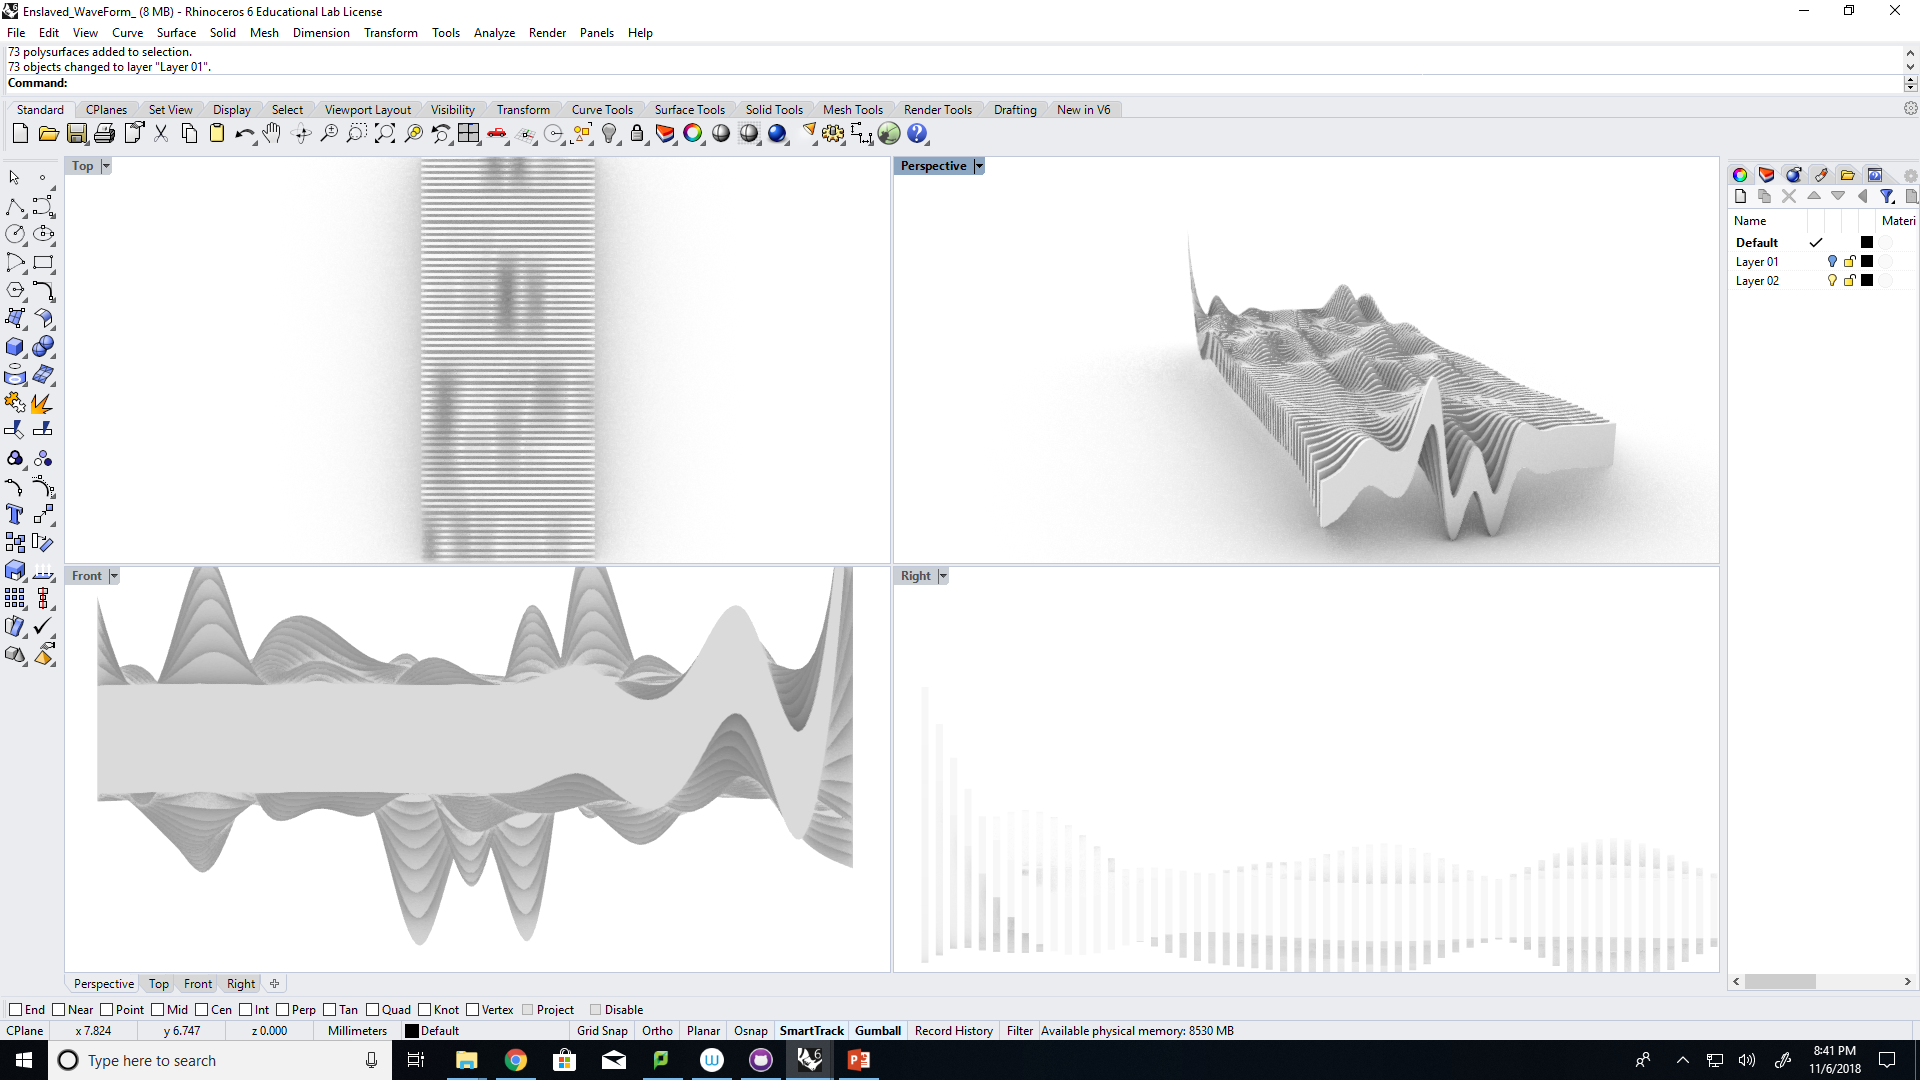 Enslaved_WaveForm_ (8 MB) - Rhinoceros 6 Educational Lab License
File Edit View Curve Surface Solid Mesh Dimension Transform Tools Analyze Render Panels Help
73 polysurfaces added to selection.
73 objects changed to layer "Layer 01".
Command:
Standard CPlanes Set View Display Select Viewport Layout Visibility Transform Curve Tools Surface Tools Solid Tools Mesh Tools Render Tools Drafting New in V6
Top
Perspective
Name Materi
Default
Layer 01
Layer 02
Front
Right
Perspective Top Front Right
End Near Point Mid Cen Int Perp Tan Quad Knot Vertex Project Disable
CPlane x 7.824 y 6.747 z 0.000 Millimeters Default Grid Snap Ortho Planar Osnap SmartTrack Gumball Record History Filter Available physical memory: 8530 MB
Type here to search
8:41 PM
11/6/2018